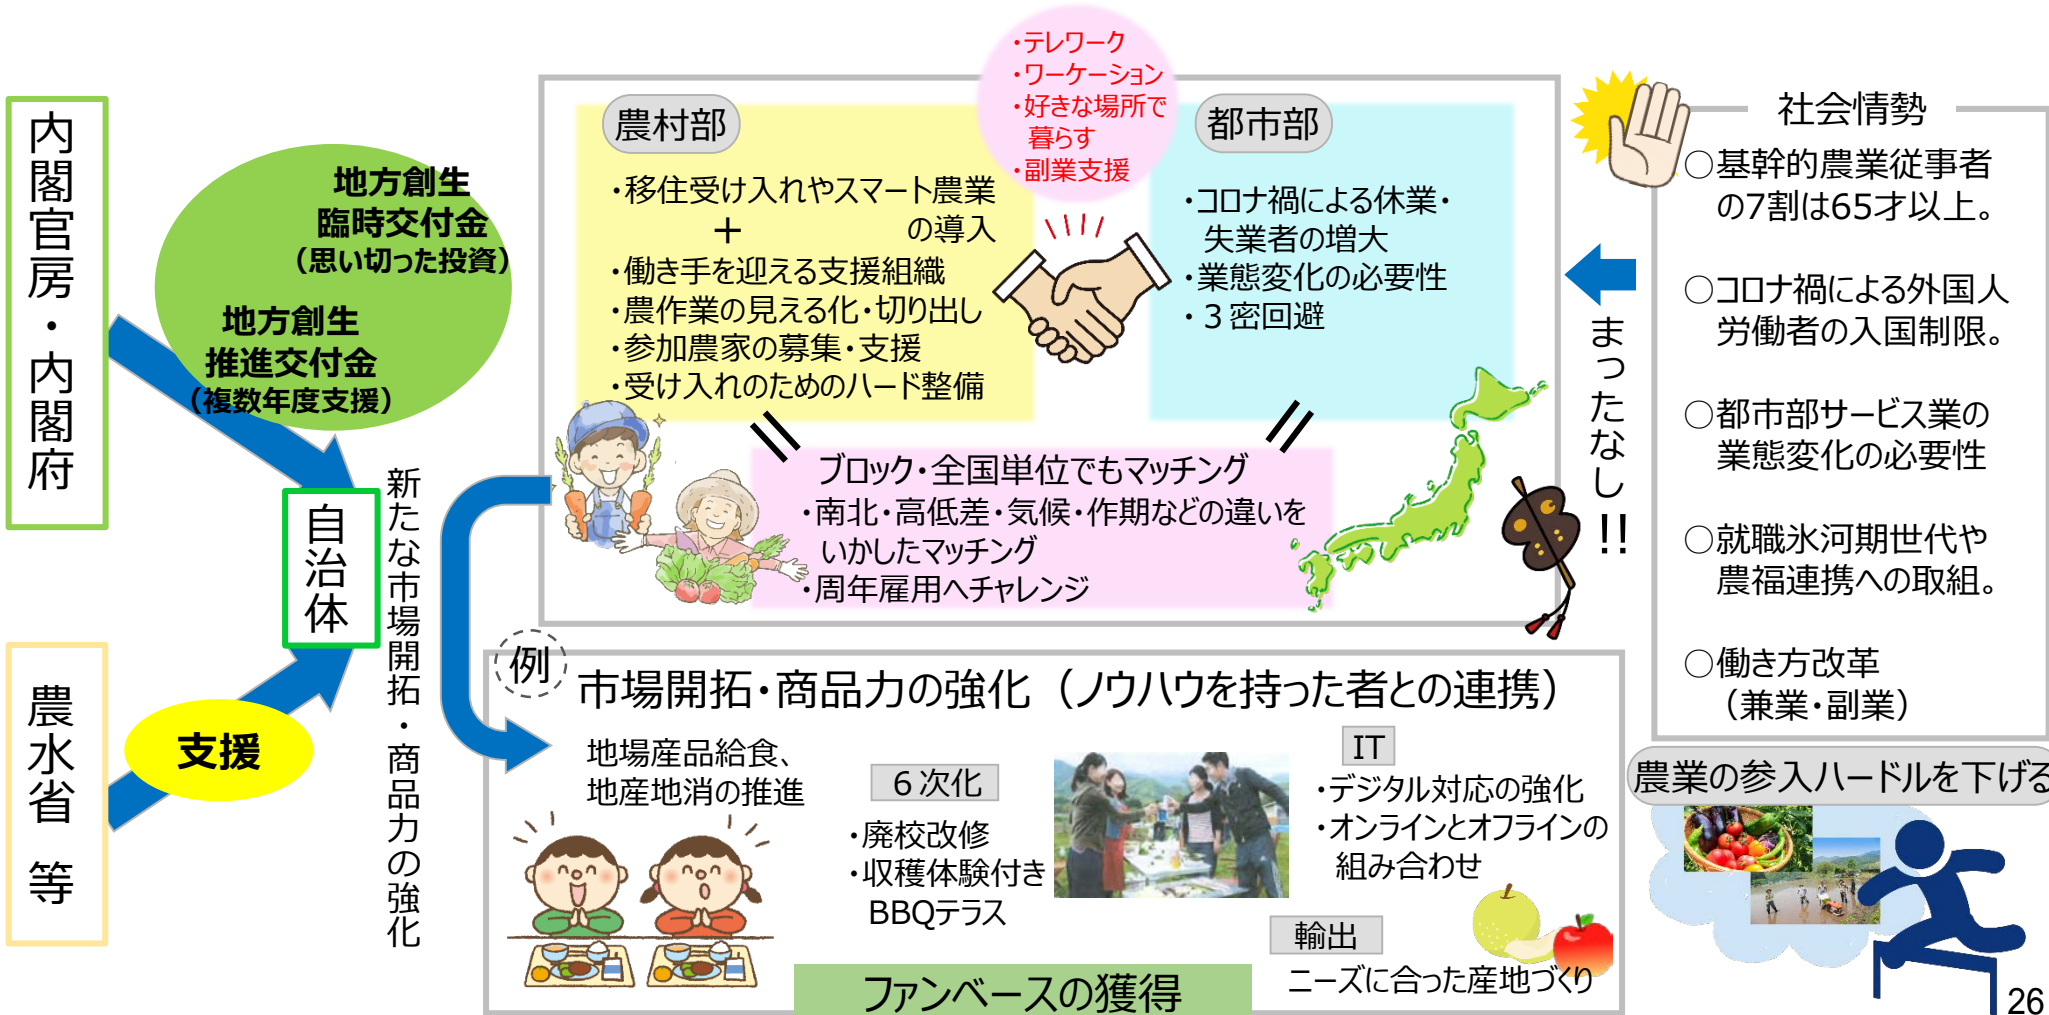 内閣官房・内閣府
地方創生
臨時交付金
（思い切った投資）
地方創生
推進交付金
（複数年度支援）
農水省 等
支援
自治体
新たな市場開拓・商品力の強化
・テレワーク
・ワーケーション
・好きな場所で
暮らす
・副業支援
農村部
・移住受け入れやスマート農業
＋ の導入
・働き手を迎える支援組織
・農作業の見える化・切り出し
・参加農家の募集・支援
・受け入れのためのハード整備
都市部
・コロナ禍による休業・
失業者の増大
・業態変化の必要性
・３密回避
ブロック・全国単位でもマッチング
・南北・高低差・気候・作期などの違いを
いかしたマッチング
・周年雇用へチャレンジ
まったなし!!
社会情勢
○基幹的農業従事者
の7割は65才以上。
○コロナ禍による外国人
労働者の入国制限。
○都市部サービス業の
業態変化の必要性
○就職氷河期世代や
農福連携への取組。
○働き方改革
（兼業・副業）
農業の参入ハードルを下げる
例
市場開拓・商品力の強化（ノウハウを持った者との連携）
地場産品給食、
地産地消の推進
６次化
・廃校改修
・収穫体験付き
BBQテラス
IT
・デジタル対応の強化
・オンラインとオフラインの
組み合わせ
輸出
ニーズに合った産地づくり
ファンベースの獲得
26